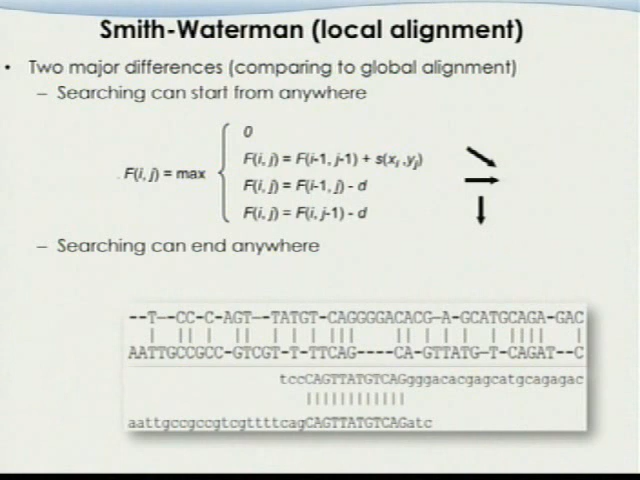 Smith-Waterman (local alignment)
• Two major differences (comparing to global alignment)
– Searching can start from anywhere
0
F(i, j) = F(i-1, j-1) + s(xi ,yj)
F(i, j) = max
F(i, j) = F(i-1, j) - d
F(i, j) = F(i, j-1) - d
– Searching can end anywhere
--T--CC-C-AGT--TATGT-CAGGGGACACG-A-GCATGCAGA-GAC
AATTGCCGCC-GTCGT-T-TTCAG----CA-GTTATG-T-CAGAT--C
tccCAGTTATGTCAGgggacacgagcatgcagagac
aattgccgccgtcgttttcagCAGTTATGTCAGatc